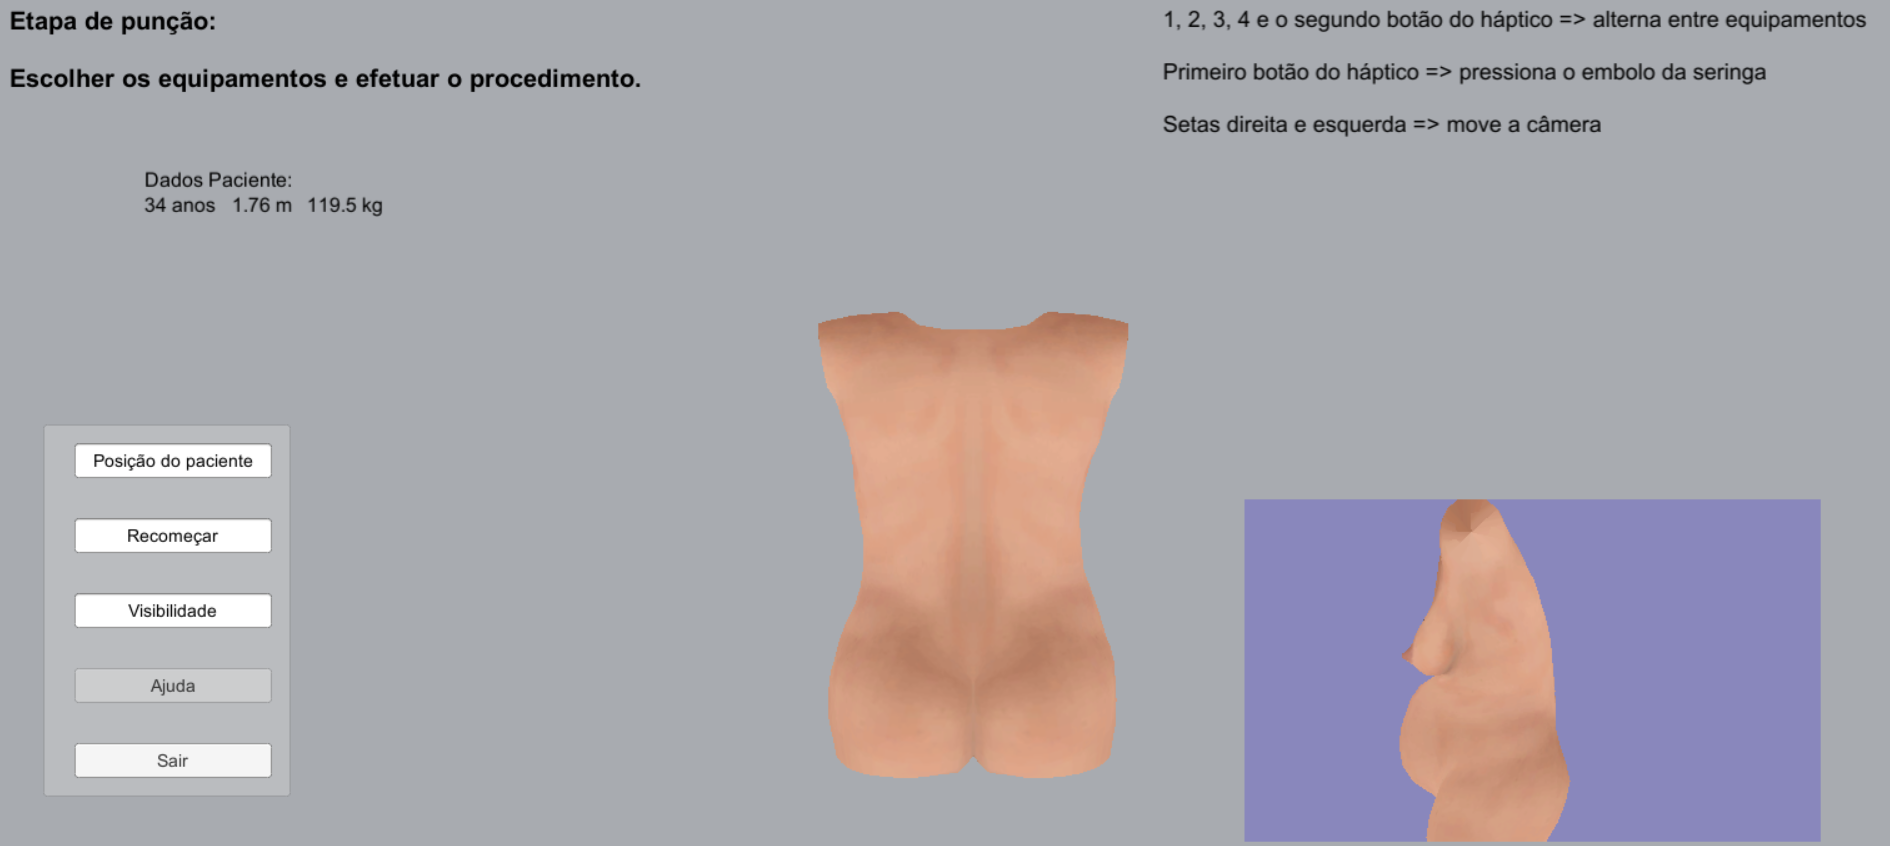 Etapa de punção:
Escolher os equipamentos e efetuar o procedimento.
1, 2, 3, 4 e o segundo botão do háptico => alterna entre equipamentos
Primeiro botão do háptico => pressiona o embolo da seringa
Setas direita e esquerda => move a câmera
Dados Paciente:
34 anos 1.76 m 119.5 kg
Posição do paciente
Recomeçar
Visibilidade
Ajuda
Sair